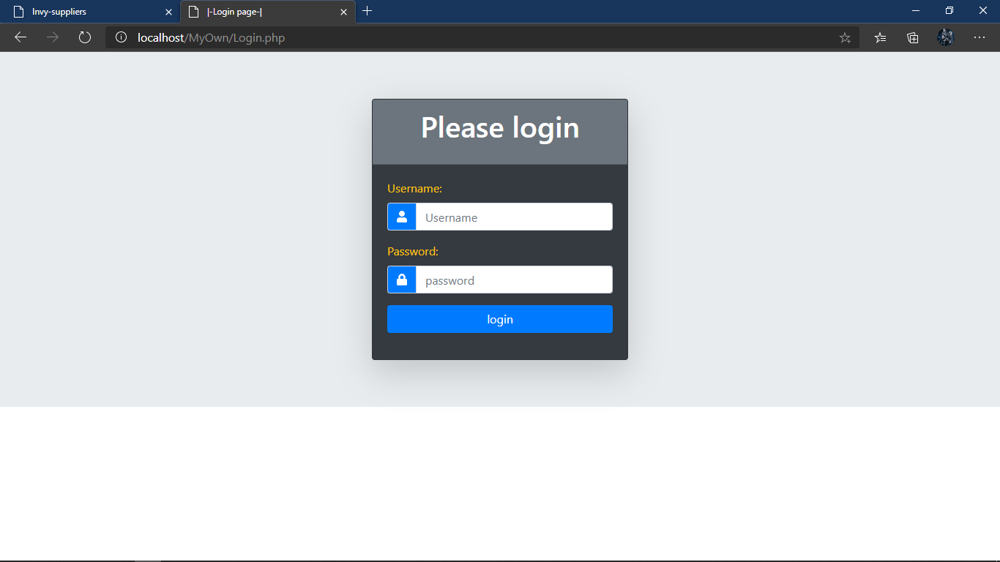 Invy-suppliers
|-Login page-|
localhost/MyOwn/Login.php
Please login
Username:
Username
Password:
password
login